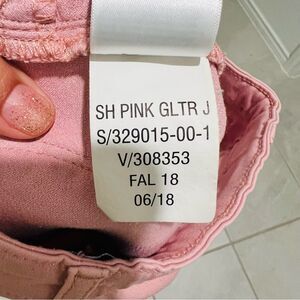 SH PINK GLTR J
S/329015-00-1
V/308353
FAL 18
06/18